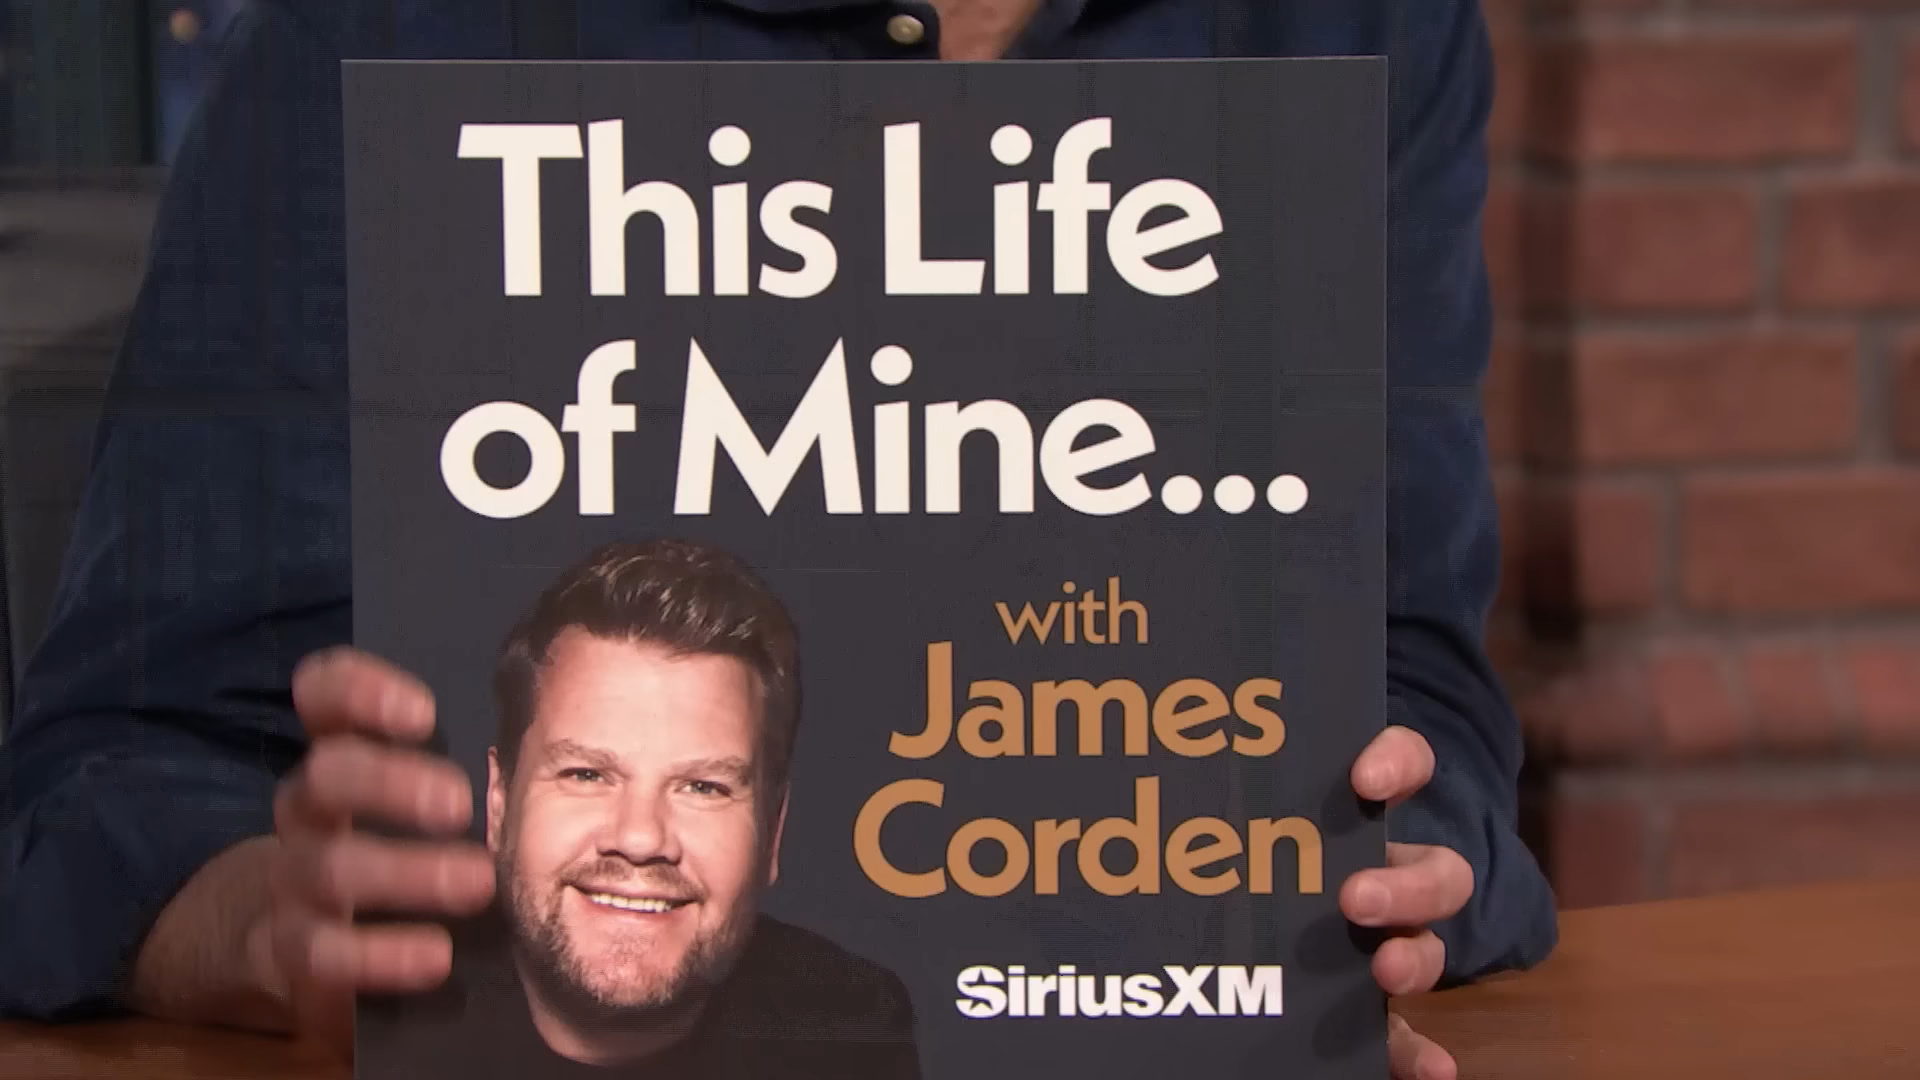 This Life
of Mine...
with
James
Corden
SiriusXM